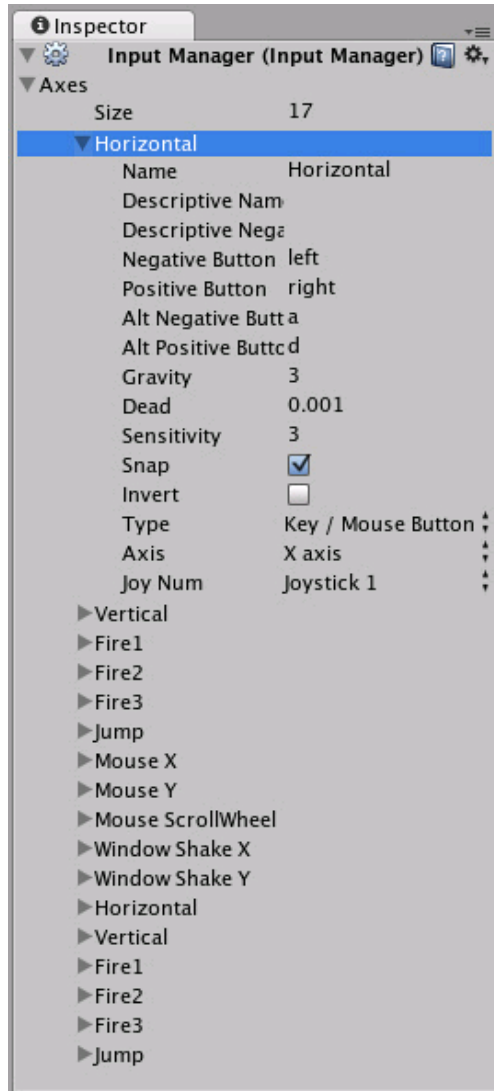 Inspector
Input Manager (Input Manager)
Axes
Size 17
Horizontal
Name Horizontal
Descriptive Nam
Descriptive Nega
Negative Button left
Positive Button right
Alt Negative Butt a
Alt Positive Buttc d
Gravity 3
Dead 0.001
Sensitivity 3
Snap
Invert
Type Key / Mouse Button
Axis X axis
Joy Num Joystick 1
Vertical
Fire1
Fire2
Fire3
Jump
Mouse X
Mouse Y
Mouse ScrollWheel
Window Shake X
Window Shake Y
Horizontal
Vertical
Fire1
Fire2
Fire3
Jump